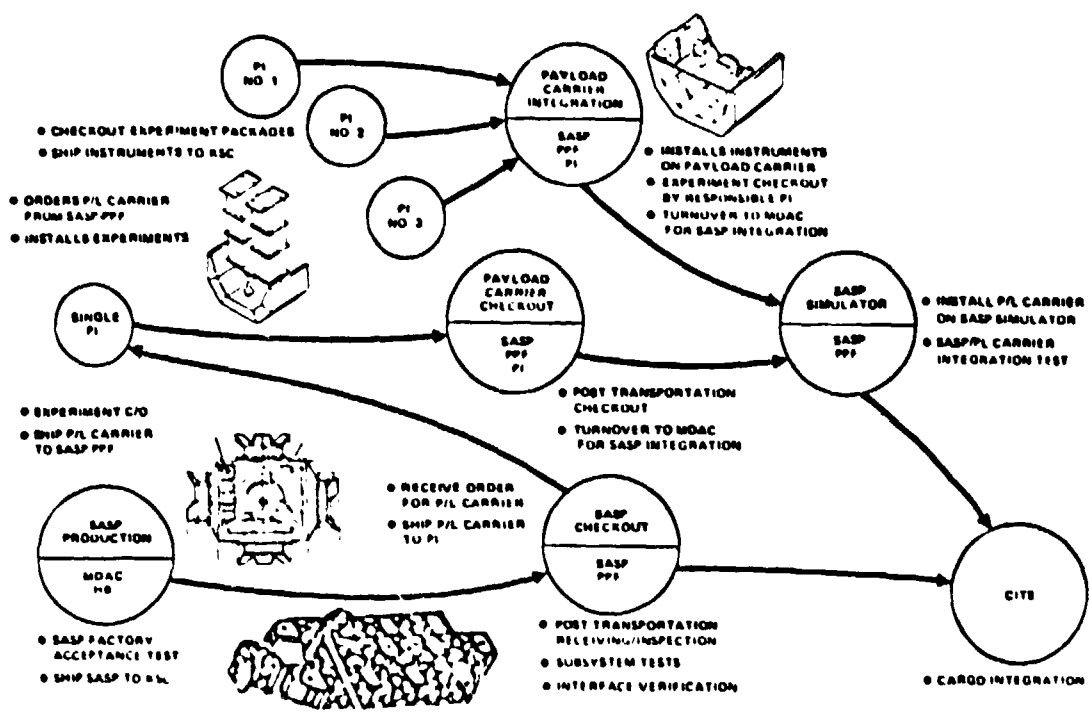 PI
NO. 1
PI
NO. 2
PI
NO. 3
● CHECKOUT EXPERIMENT PACKAGES
● SHIP INSTRUMENTS TO KSC
PAYLOAD
CARRIER
INTEGRATION
SASP
PPF
PI
● INSTALLS INSTRUMENTS
ON PAYLOAD CARRIER
● EXPERIMENT CHECKOUT
BY RESPONSIBLE PI
● TURNOVER TO MDAC
FOR SASP INTEGRATION
● ORDERS P/L CARRIER
FROM SASP-PPF
● INSTALLS EXPERIMENTS
SINGLE
PI
PAYLOAD
CARRIER
CHECKOUT
SASP
PPF
PI
SASP
SIMULATOR
SASP
PPF
● INSTALL P/L CARRIER
ON SASP SIMULATOR
● SASP/PL CARRIER
INTEGRATION TEST
● POST TRANSPORTATION
CHECKOUT
● TURNOVER TO MDAC
FOR SASP INTEGRATION
● EXPERIMENT C/O
● SHIP P/L CARRIER
TO SASP PPF
● RECEIVE ORDER
FOR P/L CARRIER
● SHIP P/L CARRIER
TO PI
SASP
PRODUCTION
MDAC
HB
SASP
CHECKOUT
SASP
PPF
CITE
● SASP FACTORY
ACCEPTANCE TEST
● SHIP SASP TO KSC
● POST TRANSPORTATION
RECEIVING/INSPECTION
● SUBSYSTEM TESTS
● INTERFACE VERIFICATION
● CARGO INTEGRATION